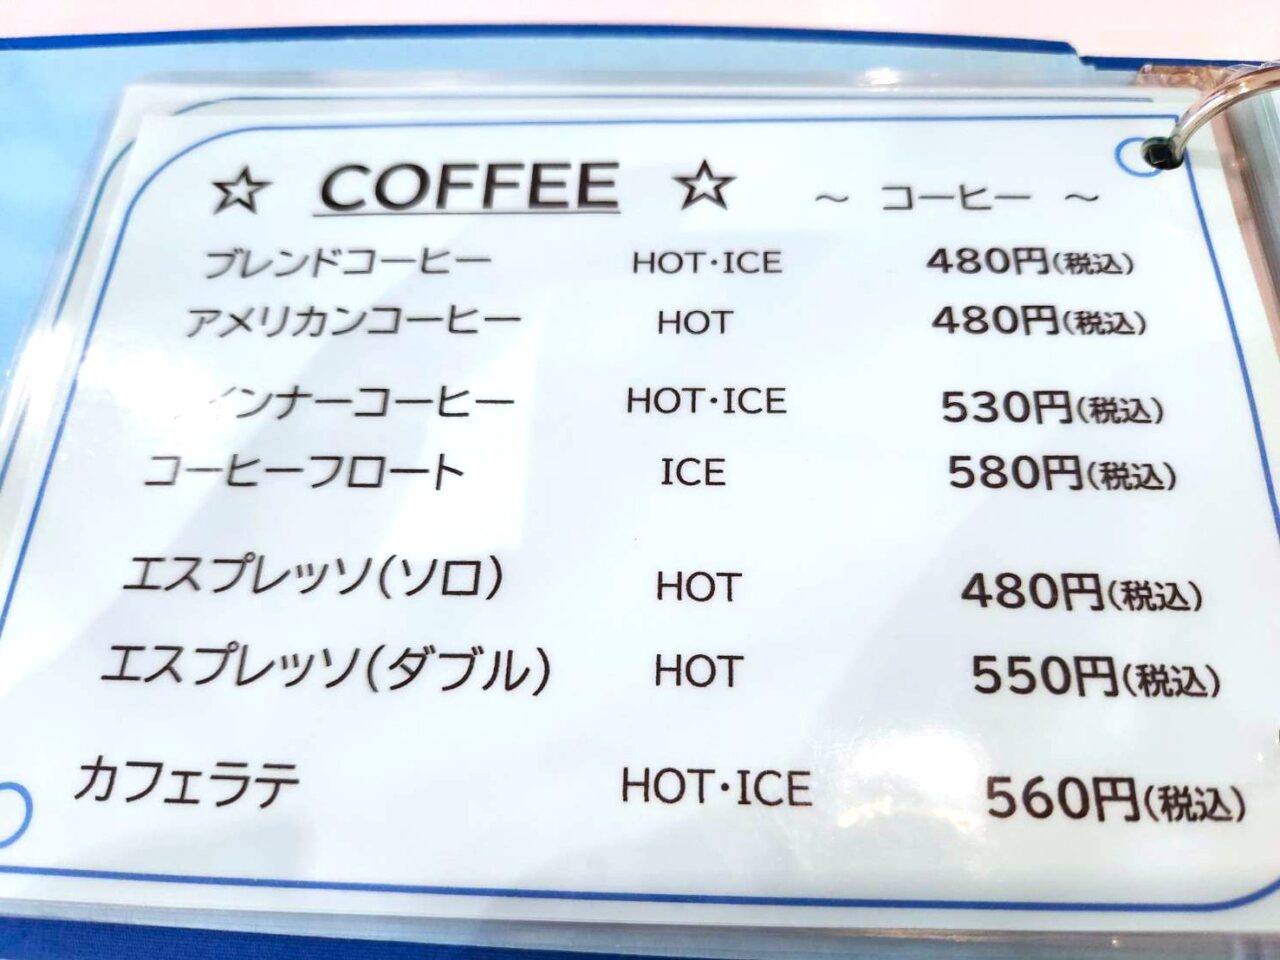 ☆ COFFEE ☆ ～ コーヒー ～
ブレンドコーヒー HOT・ICE 480円(税込)
アメリカンコーヒー HOT 480円(税込)
インナーコーヒー HOT・ICE 530円(税込)
コーヒーフロート ICE 580円(税込)
エスプレッソ(ソロ) HOT 480円(税込)
エスプレッソ(ダブル) HOT 550円(税込)
カフェラテ HOT・ICE 560円(税込)